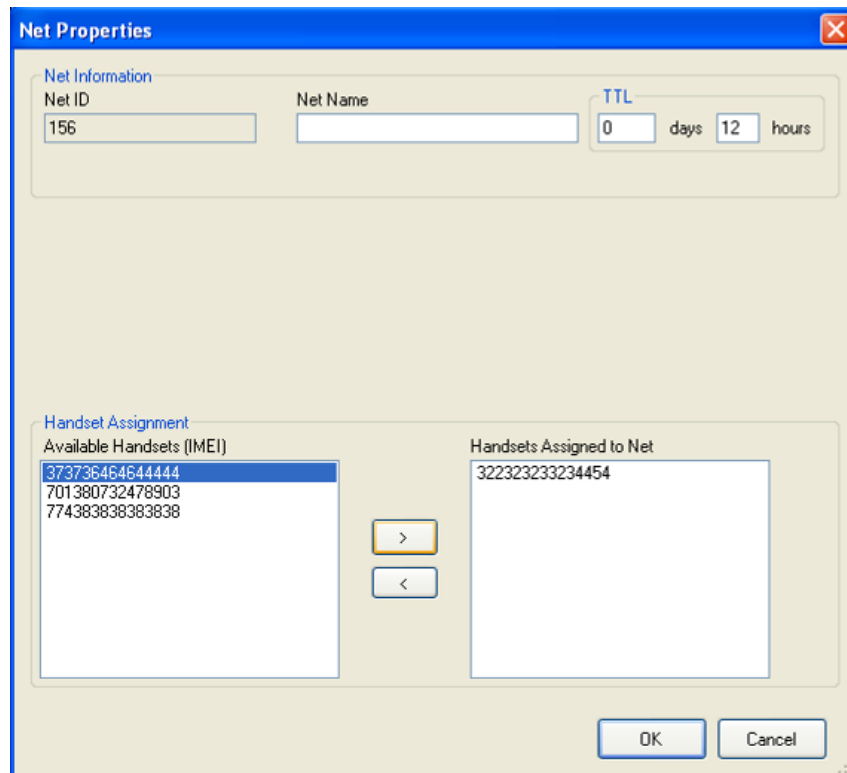 Net Properties
Net Information
Net ID
Net Name
TTL
156
0
days
12
hours
Handset Assignment
Available Handsets (IMEI)
Handsets Assigned to Net
373736464644444
701380732478903
774383838383838
322323233234454
>
<
OK
Cancel